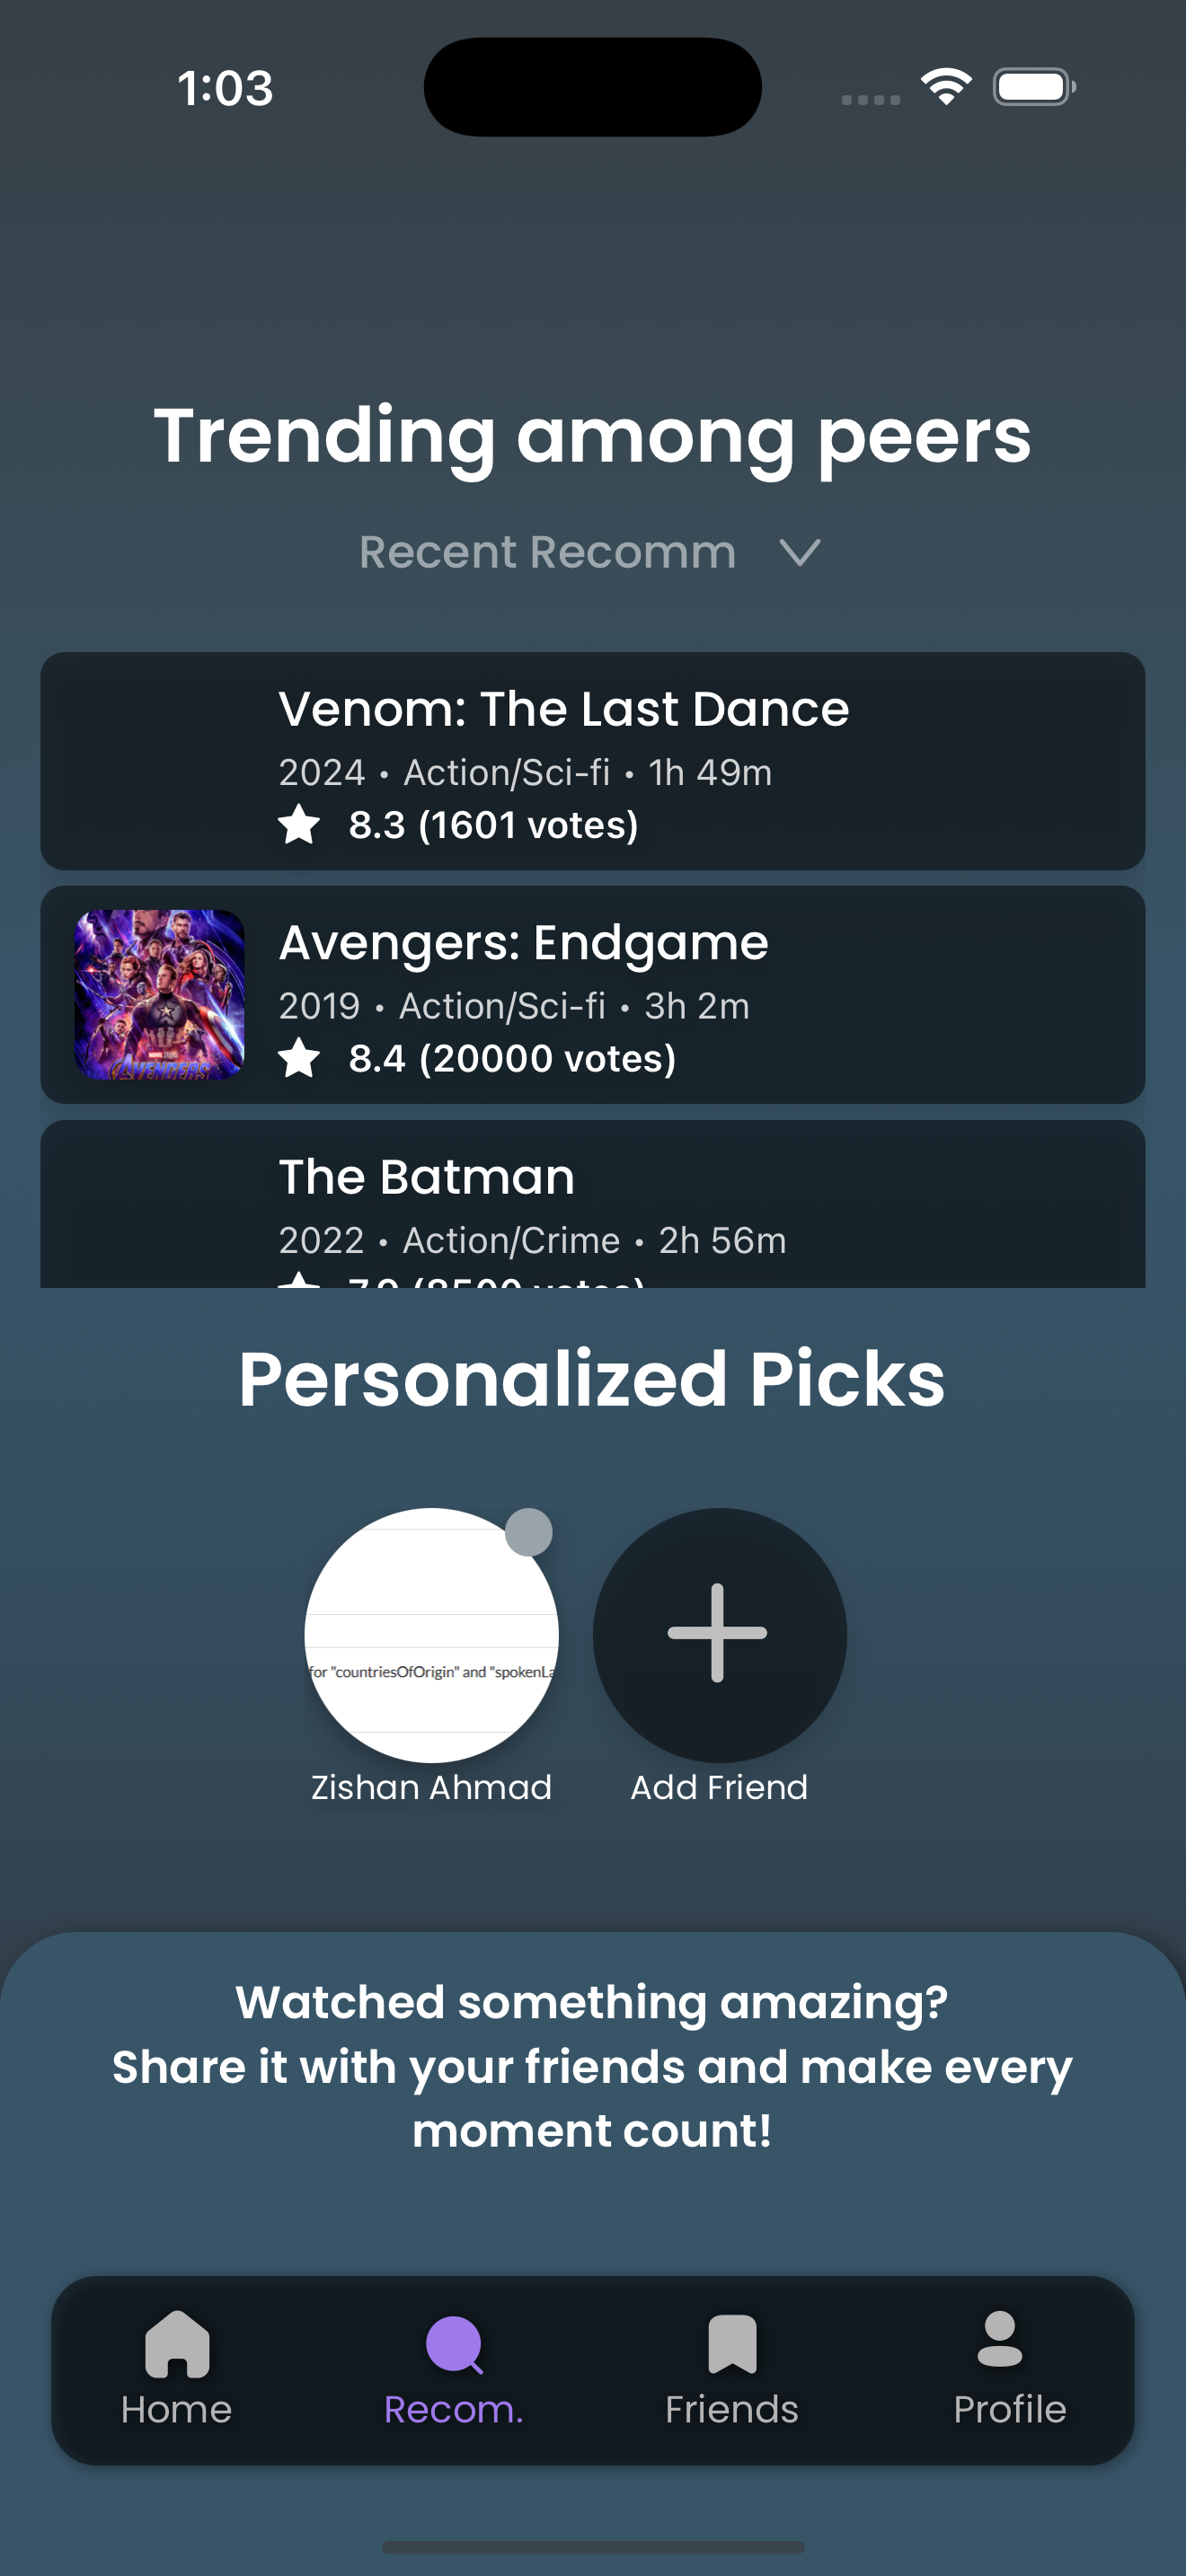 1:03
Trending among peers
Recent Recomm
Venom: The Last Dance
2024 • Action/Sci-fi • 1h 49m
8.3 (1601 votes)
AVENGERS
Avengers: Endgame
2019 • Action/Sci-fi • 3h 2m
8.4 (20000 votes)
The Batman
2022 • Action/Crime • 2h 56m
Personalized Picks
for "countriesOfOrigin" and "spokenLa
Zishan Ahmad
Add Friend
Watched something amazing?
Share it with your friends and make every
moment count!
Home
Recom.
Friends
Profile